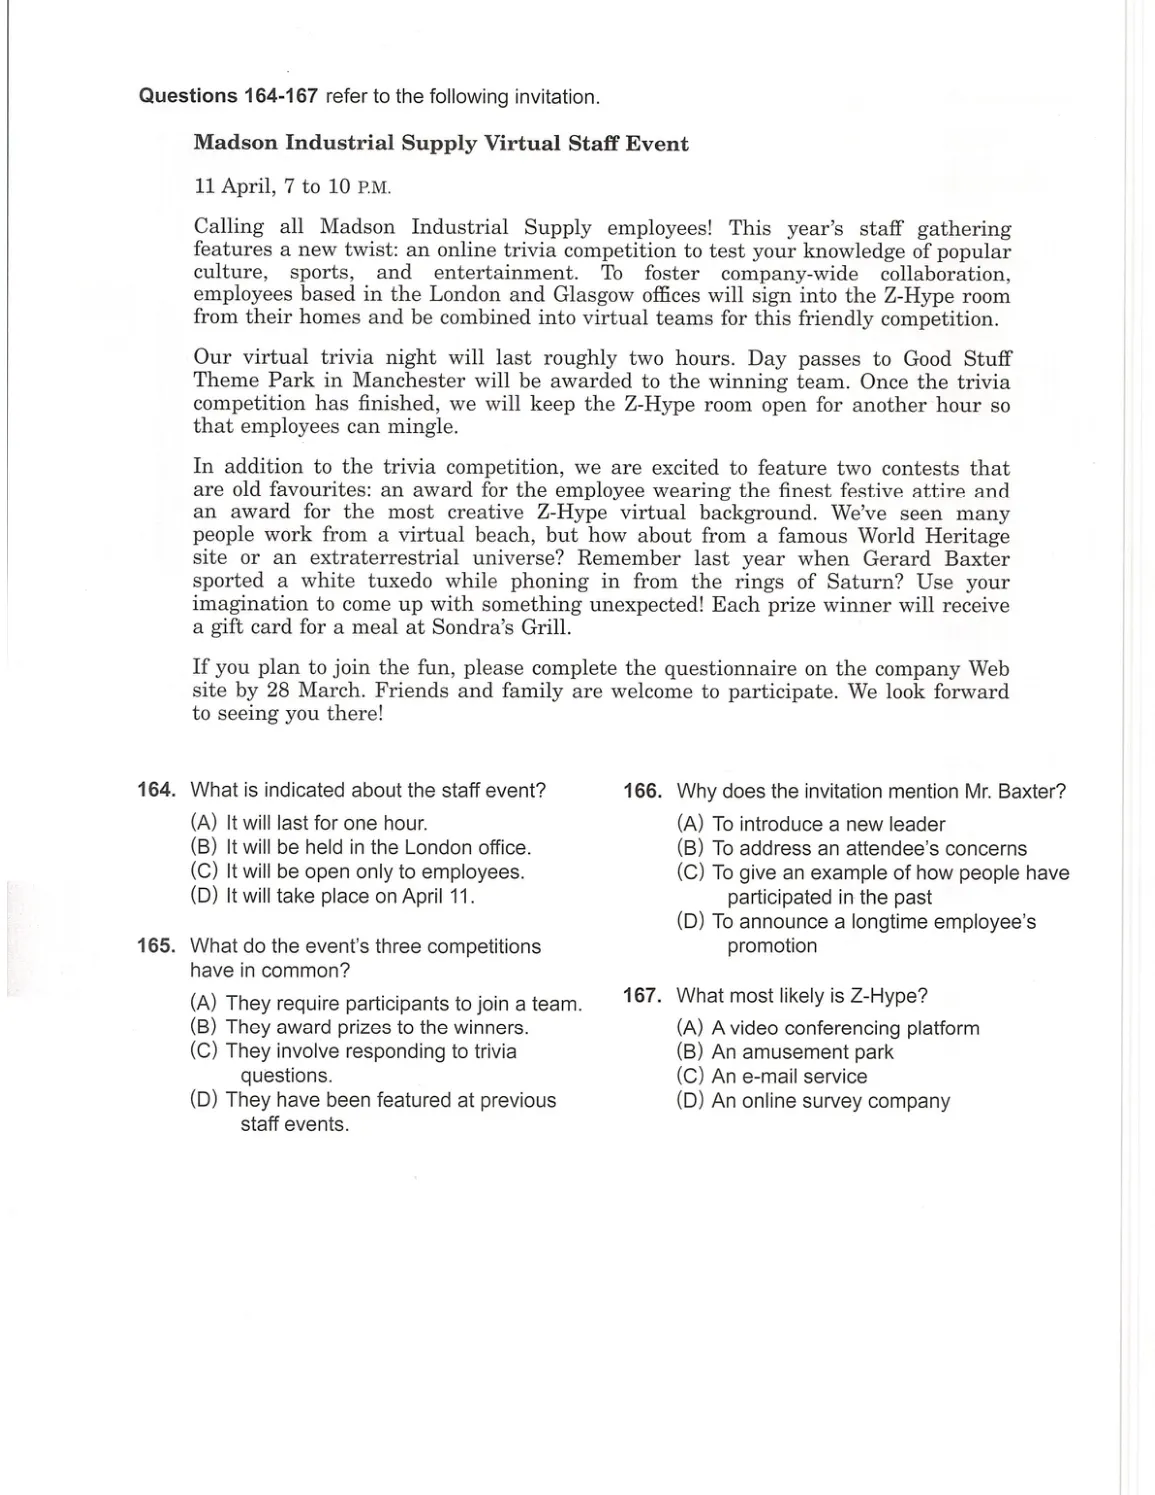 Questions 164-167 refer to the following invitation.
Madson Industrial Supply Virtual Staff Event
11 April, 7 to 10 P.M.
Calling all Madson Industrial Supply employees! This year's staff gathering
features a new twist: an online trivia competition to test your knowledge of popular
culture, sports, and entertainment. To foster company-wide collaboration,
employees based in the London and Glasgow offices will sign into the Z-Hype room
from their homes and be combined into virtual teams for this friendly competition.
Our virtual trivia night will last roughly two hours. Day passes to Good Stuff
Theme Park in Manchester will be awarded to the winning team. Once the trivia
competition has finished, we will keep the Z-Hype room open for another hour so
that employees can mingle.
In addition to the trivia competition, we are excited to feature two contests that
are old favourites: an award for the employee wearing the finest festive attire and
an award for the most creative Z-Hype virtual background. We've seen many
people work from a virtual beach, but how about from a famous World Heritage
site or an extraterrestrial universe? Remember last year when Gerard Baxter
sported a white tuxedo while phoning in from the rings of Saturn? Use your
imagination to come up with something unexpected! Each prize winner will receive
a gift card for a meal at Sondra's Grill.
If you plan to join the fun, please complete the questionnaire on the company Web
site by 28 March. Friends and family are welcome to participate. We look forward
to seeing you there!
164. What is indicated about the staff event?
(A) It will last for one hour.
(B) It will be held in the London office.
(C) It will be open only to employees.
(D) It will take place on April 11.
165. What do the event's three competitions
have in common?
(A) They require participants to join a team.
(B) They award prizes to the winners.
(C) They involve responding to trivia
questions.
(D) They have been featured at previous
staff events.
166. Why does the invitation mention Mr. Baxter?
(A) To introduce a new leader
(B) To address an attendee's concerns
(C) To give an example of how people have
participated in the past
(D) To announce a longtime employee's
promotion
167. What most likely is Z-Hype?
(A) A video conferencing platform
(B) An amusement park
(C) An e-mail service
(D) An online survey company